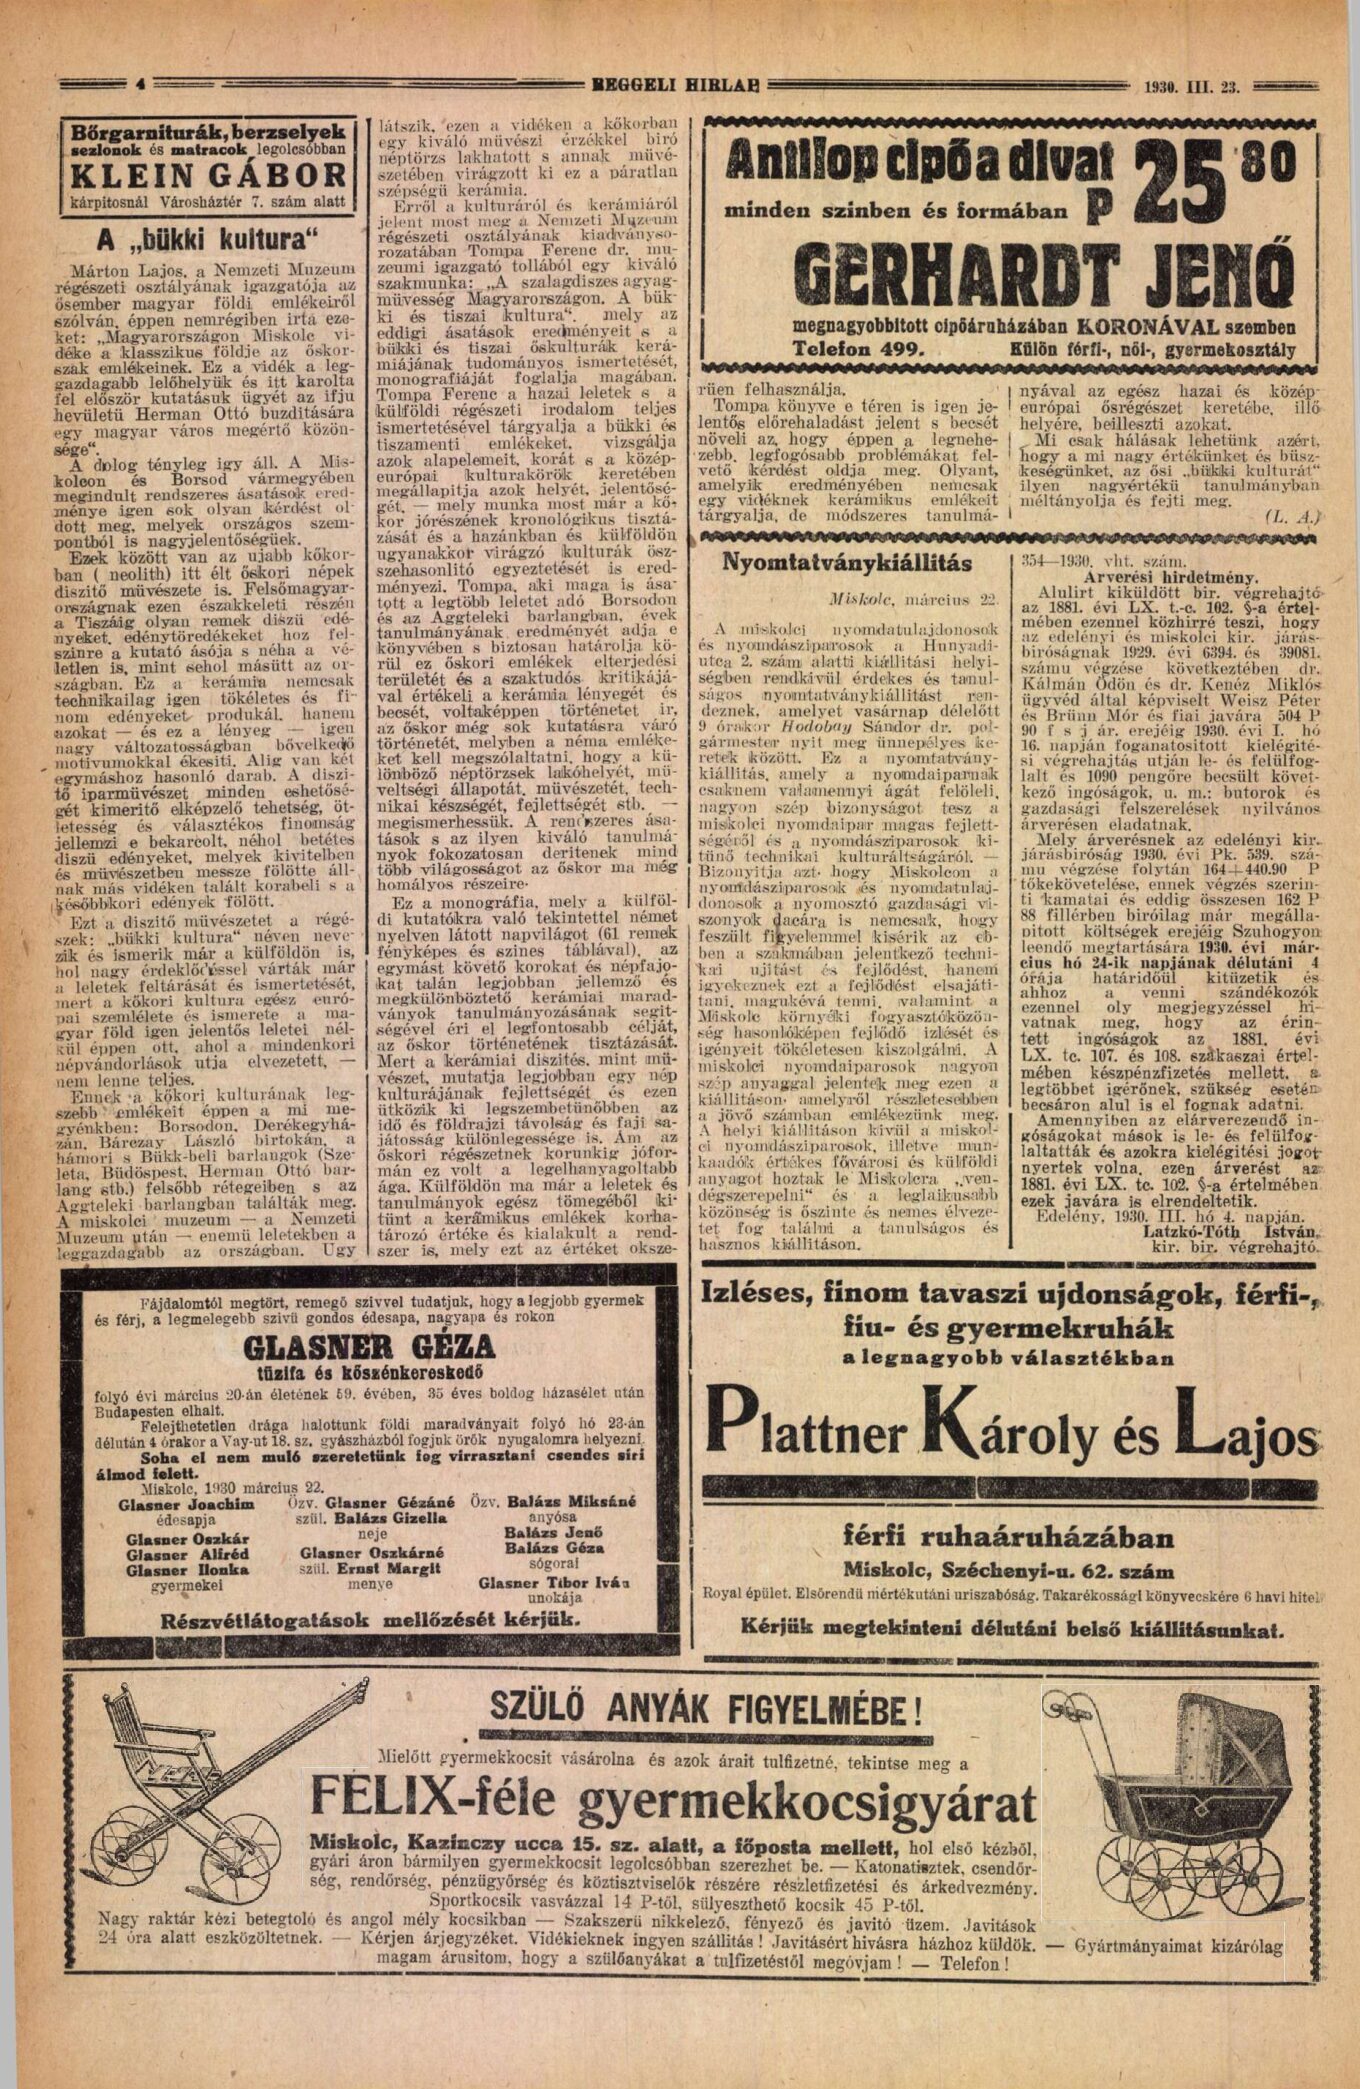 4
REGGELI HIRLAP
1930. III. 23.
Bőrgarniturák, berzselyek
sezlonok és matracok legolcsóbban
KLEIN GÁBOR
kárpitosnál Városháztér 7. szám alatt
A „bükki kultura“
Márton Lajos, a Nemzeti Muzeum
régészeti osztályának igazgatója az
ősember magyar földi emlékeiről
szólván, éppen nemrégiben irta eze-
ket: „Magyarországon Miskolc vi-
déke a klasszikus földje az őskor-
szak emlékeinek. Ez a vidék a leg-
gazdagabb lelőhelyük és itt karolta
fel először kutatásuk ügyét az ifju
hevületü Herman Ottó buzditására
egy magyar város megértő közön-
sége“.
A dolog tényleg igy áll. A Mis-
kolcon és Borsod vármegyében
megindult rendszeres ásatások ered-
ménye igen sok olyan kérdést ol-
dott meg, melyek országos szem-
pontból is nagyjelentőségüek.
Ezek között van az ujabb kőkor-
ban ( neolith) itt élt őskori népek
diszitő müvészete is. Felsőmagyar-
országnak ezen északkeleti részén
a Tiszáig olyan remek diszü edé-
nyeket, edénytöredékeket hoz fel-
szinre a kutató ásója s néha a vé-
letlen is, mint sehol másütt az or-
szágban. Ez a kerámia nemcsak
technikailag igen tökéletes és fi-
nom edényeket produkál, hanem
azokat — és ez a lényeg — igen
nagy változatosságban bővelkedő
motivumokkal ékesiti. Alig van két
egymáshoz hasonló darab. A diszi-
tő iparmüvészet minden eshetősé-
gét kimeritő elképzelő tehetség, öt-
letesség és választékos finomság
jellemzi e bekarcolt, néhol betétes
diszü edényeket, melyek kivitelben
és müvészetben messze fölötte áll-
nak más vidéken talált korabeli s a
későbbkori edények fölött.
Ezt a diszitő müvészetet a régé-
szek: „bükki kultura“ néven neve-
zik és ismerik már a külföldön is,
hol nagy érdeklődéssel várták már
a leletek feltárását és ismertetését,
mert a kőkori kultura egész euró-
pai szemlélete és ismerete a ma-
gyar föld igen jelentős leletei nél-
kül éppen ott, ahol a mindenkori
népvándorlások utja elvezetett, —
nem lenne teljes.
Ennek a kőkori kulturának leg-
szebb emlékeit éppen a mi me-
gyénkben: Borsodon, Derékegyhá-
zán, Bárczay László birtokán, a
hámori s Bükk-beli barlangok (Sze-
leta, Büdöspest, Herman Ottó bar-
lang stb.) felsőbb rétegeiben s az
Aggteleki barlangban találták meg.
A miskolci muzeum — a Nemzeti
Muzeum után — enemü leletekben a
leggazdagabb az országban. Ugy
látszik, ezen a vidéken a kőkorban
egy kiváló müvészi érzékkel biró
néptörzs lakhatott s annak müvé-
szetében virágzott ki ez a páratlan
szépségü kerámia.
Erről a kulturáról és kerámiáról
jelent most meg a Nemzeti Muzeum
régészeti osztályának kiadványso-
rozatában Tompa Ferenc dr. mu-
zeumi igazgató tollából egy kiváló
szakmunka: „A szalagdiszes agyag-
müvesség Magyarországon. A bük-
ki és tiszai kultura“, mely az
eddigi ásatások eredményeit s a
bükki és tiszai őskulturák kerá-
miájának tudományos ismertetését,
monografiáját foglalja magában.
Tompa Ferenc a hazai leletek s a
külföldi régészeti irodalom teljes
ismertetésével tárgyalja a bükki és
tiszamenti emlékeket, vizsgálja
azok alapelemeit, korát s a közép-
európai kulturakörök keretében
megállapitja azok helyét, jelentősé-
gét, — mely munka most már a kő-
kor jórészének kronológikus tisztá-
zását és a hazánkban és külföldön
ugyanakkor virágzó kulturák ösz-
szehasonlitó egyeztetését is ered-
ményezi. Tompa, aki maga is ása-
tott a legtöbb leletet adó Borsodon
és az Aggteleki barlangban, évek
tanulmányának eredményét adja e
könyvében s biztosan határolja kö-
rül ez őskori emlékek elterjedési
területét és a szaktudós kritikájá-
val értékeli a kerámia lényegét és
becsét, voltaképpen történetet ir,
az őskor még sok kutatásra váró
történetét, melyben a néma emléke-
ket kell megszólaltatni, hogy a kü-
lönböző néptörzsek lakóhelyét, mü-
veltségi állapotát, müvészetét, tech-
nikai készségét, fejlettségét stb. —
megismerhessük. A rendszeres ása-
tások s az ilyen kiváló tanulmá-
nyok fokozatosan deritenek mind
több világosságot az őskor ma még
homályos részeire.
Ez a monográfia, mely a külföl-
di kutatókra való tekintettel német
nyelven látott napvilágot (61 remek
fényképes és szines táblával), az
egymást követő korokat és népfajo-
kat talán legjobban jellemző és
megkülönböztető kerámiai marad-
ványok tanulmányozásának segit-
ségével éri el legfontosabb célját,
az őskor történetének tisztázását.
Mert a kerámiai diszités, mint mü-
vészet, mutatja legjobban egy nép
kulturájának fejlettségét és ezen
ütközik ki legszembetünőbben az
idő és földrajzi távolság és faji sa-
játosság különlegessége is. Ám az
őskori régészetnek korunkig jófor-
mán ez volt a legelhanyagoltabb
ága. Külföldön ma már a leletek és
tanulmányok egész tömegéből ki-
tünt a kerámikus emlékek korha-
tározó értéke és kialakult a rend-
szer is, mely ezt az értéket oksze-
Antilop cipő a divat
minden szinben és formában P 25·80
GERHARDT JENŐ
megnagyobbitott cipőáruházában KORONÁVAL szemben
Telefon 499. Külön férfi-, női-, gyermekosztály
rüen felhasználja.
Tompa könyve e téren is igen je-
lentős előrehaladást jelent s becsét
növeli az, hogy éppen a legnehe-
zebb, legfogósabb problémákat fel-
vető kérdést oldja meg. Olyant,
amelyik eredményében nemcsak
egy vidéknek kerámikus emlékeit
tárgyalja, de módszeres tanulmá-
nyával az egész hazai és közép-
európai ősrégészet keretébe, illő
helyére, beilleszti azokat.
Mi csak hálásak lehetünk azért,
hogy a mi nagy értékünket és büsz-
keségünket, az ősi „bükki kulturát“
ilyen nagyértékü tanulmányban
méltányolja és fejti meg.
(L. A.)
Nyomtatványkiállitás
Miskolc, március 22.
A miskolci nyomdatulajdonosok
és nyomdásziparosok a Hunyadi-
utca 2. szám alatti kiállitási helyi-
ségben rendkivül érdekes és tanul-
ságos nyomtatványkiállitást ren-
deznek, amelyet vasárnap délelőtt
9 órakor Hodobay Sándor dr. pol-
gármester nyit meg ünnepélyes ke-
retek között. Ez a nyomtatvány-
kiállitás, amely a nyomdaiparnak
csaknem valamennyi ágát felöleli,
nagyon szép bizonyságot tesz a
miskolci nyomdaipar magas fejlett-
ségéről és a nyomdásziparosok ki-
tünő technikai kulturáltságáról. —
Bizonyitja azt, hogy Miskolcon a
nyomdásziparosok és nyomdatulaj-
donosok a nyomosztó gazdasági vi-
szonyok dacára is nemcsak, hogy
feszült figyelemmel kisérik az eb-
ben a szakmában jelentkező techni-
kai ujitást és fejlődést, hanem
igyekeznek ezt a fejlődést elsajáti-
tani, magukévá tenni, valamint a
Miskolc környéki fogyasztóközön-
ség hasonlóképen fejlődő izlését és
igényeit tökéletesen kiszolgálni. A
miskolci nyomdaiparosok nagyon
szép anyaggal jelentek meg ezen a
kiállitáson, amelyről részletesebben
a jövő számban emlékezünk meg.
A helyi kiállitáson kivül a miskol-
ci nyomdásziparosok, illetve mun-
kaadók értékes fővárosi és külföldi
anyagot hoztak le Miskolcra „ven-
dégszerepelni“ és a leglaikusabb
közönség is őszinte és nemes élveze-
tet fog találni a tanulságos és
hasznos kiállitáson.
354—1930. vht. szám.
Árverési hirdetmény.
Alulirt kiküldött bir. végrehajtó
az 1881. évi LX. t.-c. 102. §-a értel-
mében ezennel közhirré teszi, hogy
az edelényi és miskolci kir. járás-
biróságnak 1929. évi 6394. és 39081.
számu végzése következtében dr.
Kálmán Ödön és dr. Kenéz Miklós
ügyvéd által képviselt Weisz Péter
és Brünn Mór és fiai javára 504 P
90 f s j ár. erejéig 1930. évi I. hó
16. napján foganatositott kielégité-
si végrehajtás utján le- és felülfog-
lalt és 1090 pengőre becsült követ-
kező ingóságok, u. m.: butorok és
gazdasági felszerelések nyilvános
árverésen eladatnak.
Mely árverésnek az edelényi kir.
járásbiróság 1930. évi Pk. 539. szá-
mu végzése folytán 164+440.90 P
tőkekövetelése, ennek végzés szerin-
ti kamatai és eddig összesen 162 P
88 fillérben biróilag már megálla-
pitott költségek erejéig Szuhogyon
leendő megtartására 1930. évi már-
cius hó 24-ik napjának délutáni 4
órája határidőül kitüzetik és
ahhoz a venni szándékozók
ezennel oly megjegyzéssel hi-
vatnak meg, hogy az érin-
tett ingóságok az 1881. évi
LX. tc. 107. és 108. szakaszai értel-
mében készpénzfizetés mellett, a
legtöbbet igérőnek, szükség esetén
becsáron alul is el fognak adatni.
Amennyiben az elárverezendő in-
góságokat mások is le- és felülfog-
laltatták és azokra kielégitési jogot
nyertek volna, ezen árverést az
1881. évi LX. tc. 102. §-a értelmében
ezek javára is elrendeltetik.
Edelény, 1930. III. hó 4. napján.
Latzkó-Tóth István,
kir. bir. végrehajtó.
Fájdalomtól megtört, remegő szivvel tudatjuk, hogy a legjobb gyermek
és férj, a legmelegebb szivü gondos édesapa, nagyapa és rokon
GLASNER GÉZA
tüzifa és kőszénkereskedő
folyó évi március 20-án életének 59. évében, 35 éves boldog házasélet után
Budapesten elhalt.
Felejthetetlen drága halottunk földi maradványait folyó hó 23-án
délután 4 órakor a Vay-ut 18. sz. gyászházból fogjuk örök nyugalomra helyezni.
Soha el nem muló szeretetünk fog virrasztani csendes siri
álmod felett.
Miskolc, 1930 március 22.
Glasner Joachim
édesapja
Glasner Oszkár
Glasner Alfréd
Glasner Ilonka
gyermekei
Özv. Glasner Gézáné
szül. Balázs Gizella
neje
Glasner Oszkárné
szül. Ernst Margit
menye
Özv. Balázs Miksáné
anyósa
Balázs Jenő
Balázs Géza
sógorai
Glasner Tibor Iván
unokája
Részvétlátogatások mellőzését kérjük.
Izléses, finom tavaszi ujdonságok, férfi-,
fiu- és gyermekruhák
a legnagyobb választékban
Plattner Károly és Lajos
férfi ruhaáruházában
Miskolc, Széchenyi-u. 62. szám
Royal épület. Elsőrendü mértékutáni uriszabóság. Takarékossági könyvecskére 6 havi hitel
Kérjük megtekinteni délutáni belső kiállitásunkat.
SZÜLŐ ANYÁK FIGYELMÉBE!
Mielőtt gyermekkocsit vásárolna és azok árait tulfizetné, tekintse meg a
FELIX-féle gyermekkocsigyárat
Miskolc, Kazinczy ucca 15. sz. alatt, a főposta mellett, hol első kézből,
gyári áron bármilyen gyermekkocsit legolcsóbban szerezhet be. — Katonatisztek, csendőr-
ség, rendőrség, pénzügyőrség és köztisztviselők részére részletfizetési és árkedvezmény.
Sportkocsik vasvázzal 14 P-től, sülyeszthető kocsik 45 P-től.
Nagy raktár kézi betegtoló és angol mély kocsikban — Szakszerü nikkelező, fényező és javitó üzem. Javitások
24 óra alatt eszközöltetnek. — Kérjen árjegyzéket. Vidékieknek ingyen szállitás ! Javitásért hivásra házhoz küldök. — Gyártmányaimat kizárólag
magam árusitom, hogy a szülőanyákat a tulfizetéstől megóvjam ! — Telefon !